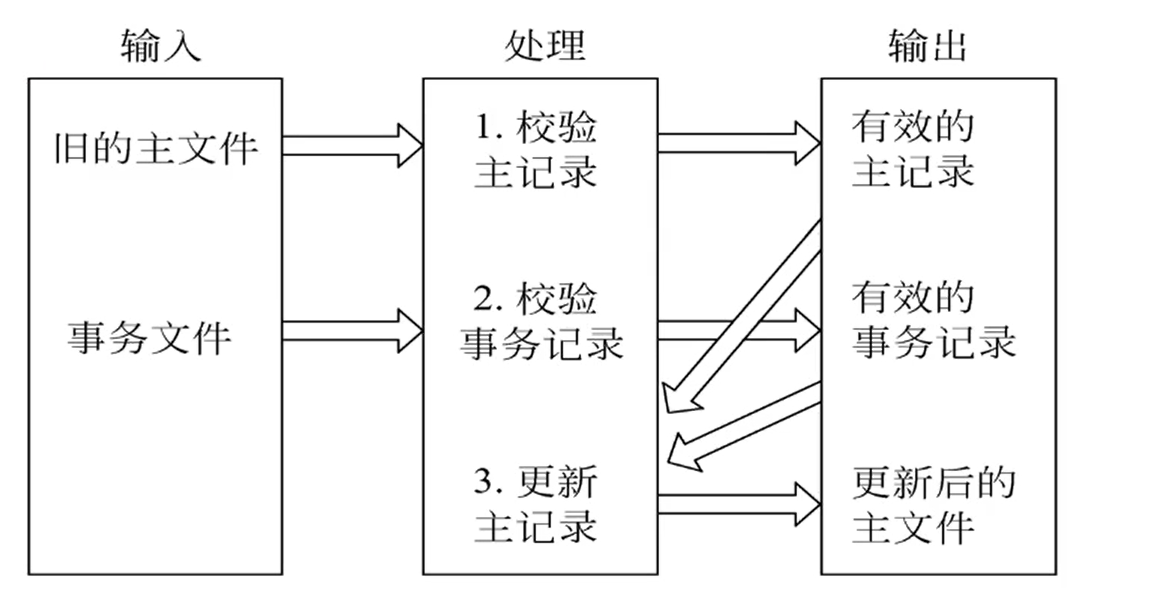 输入
处理
输出
旧的主文件
事务文件
1. 校验
主记录
2. 校验
事务记录
3. 更新
主记录
有效的
主记录
有效的
事务记录
更新后的
主文件